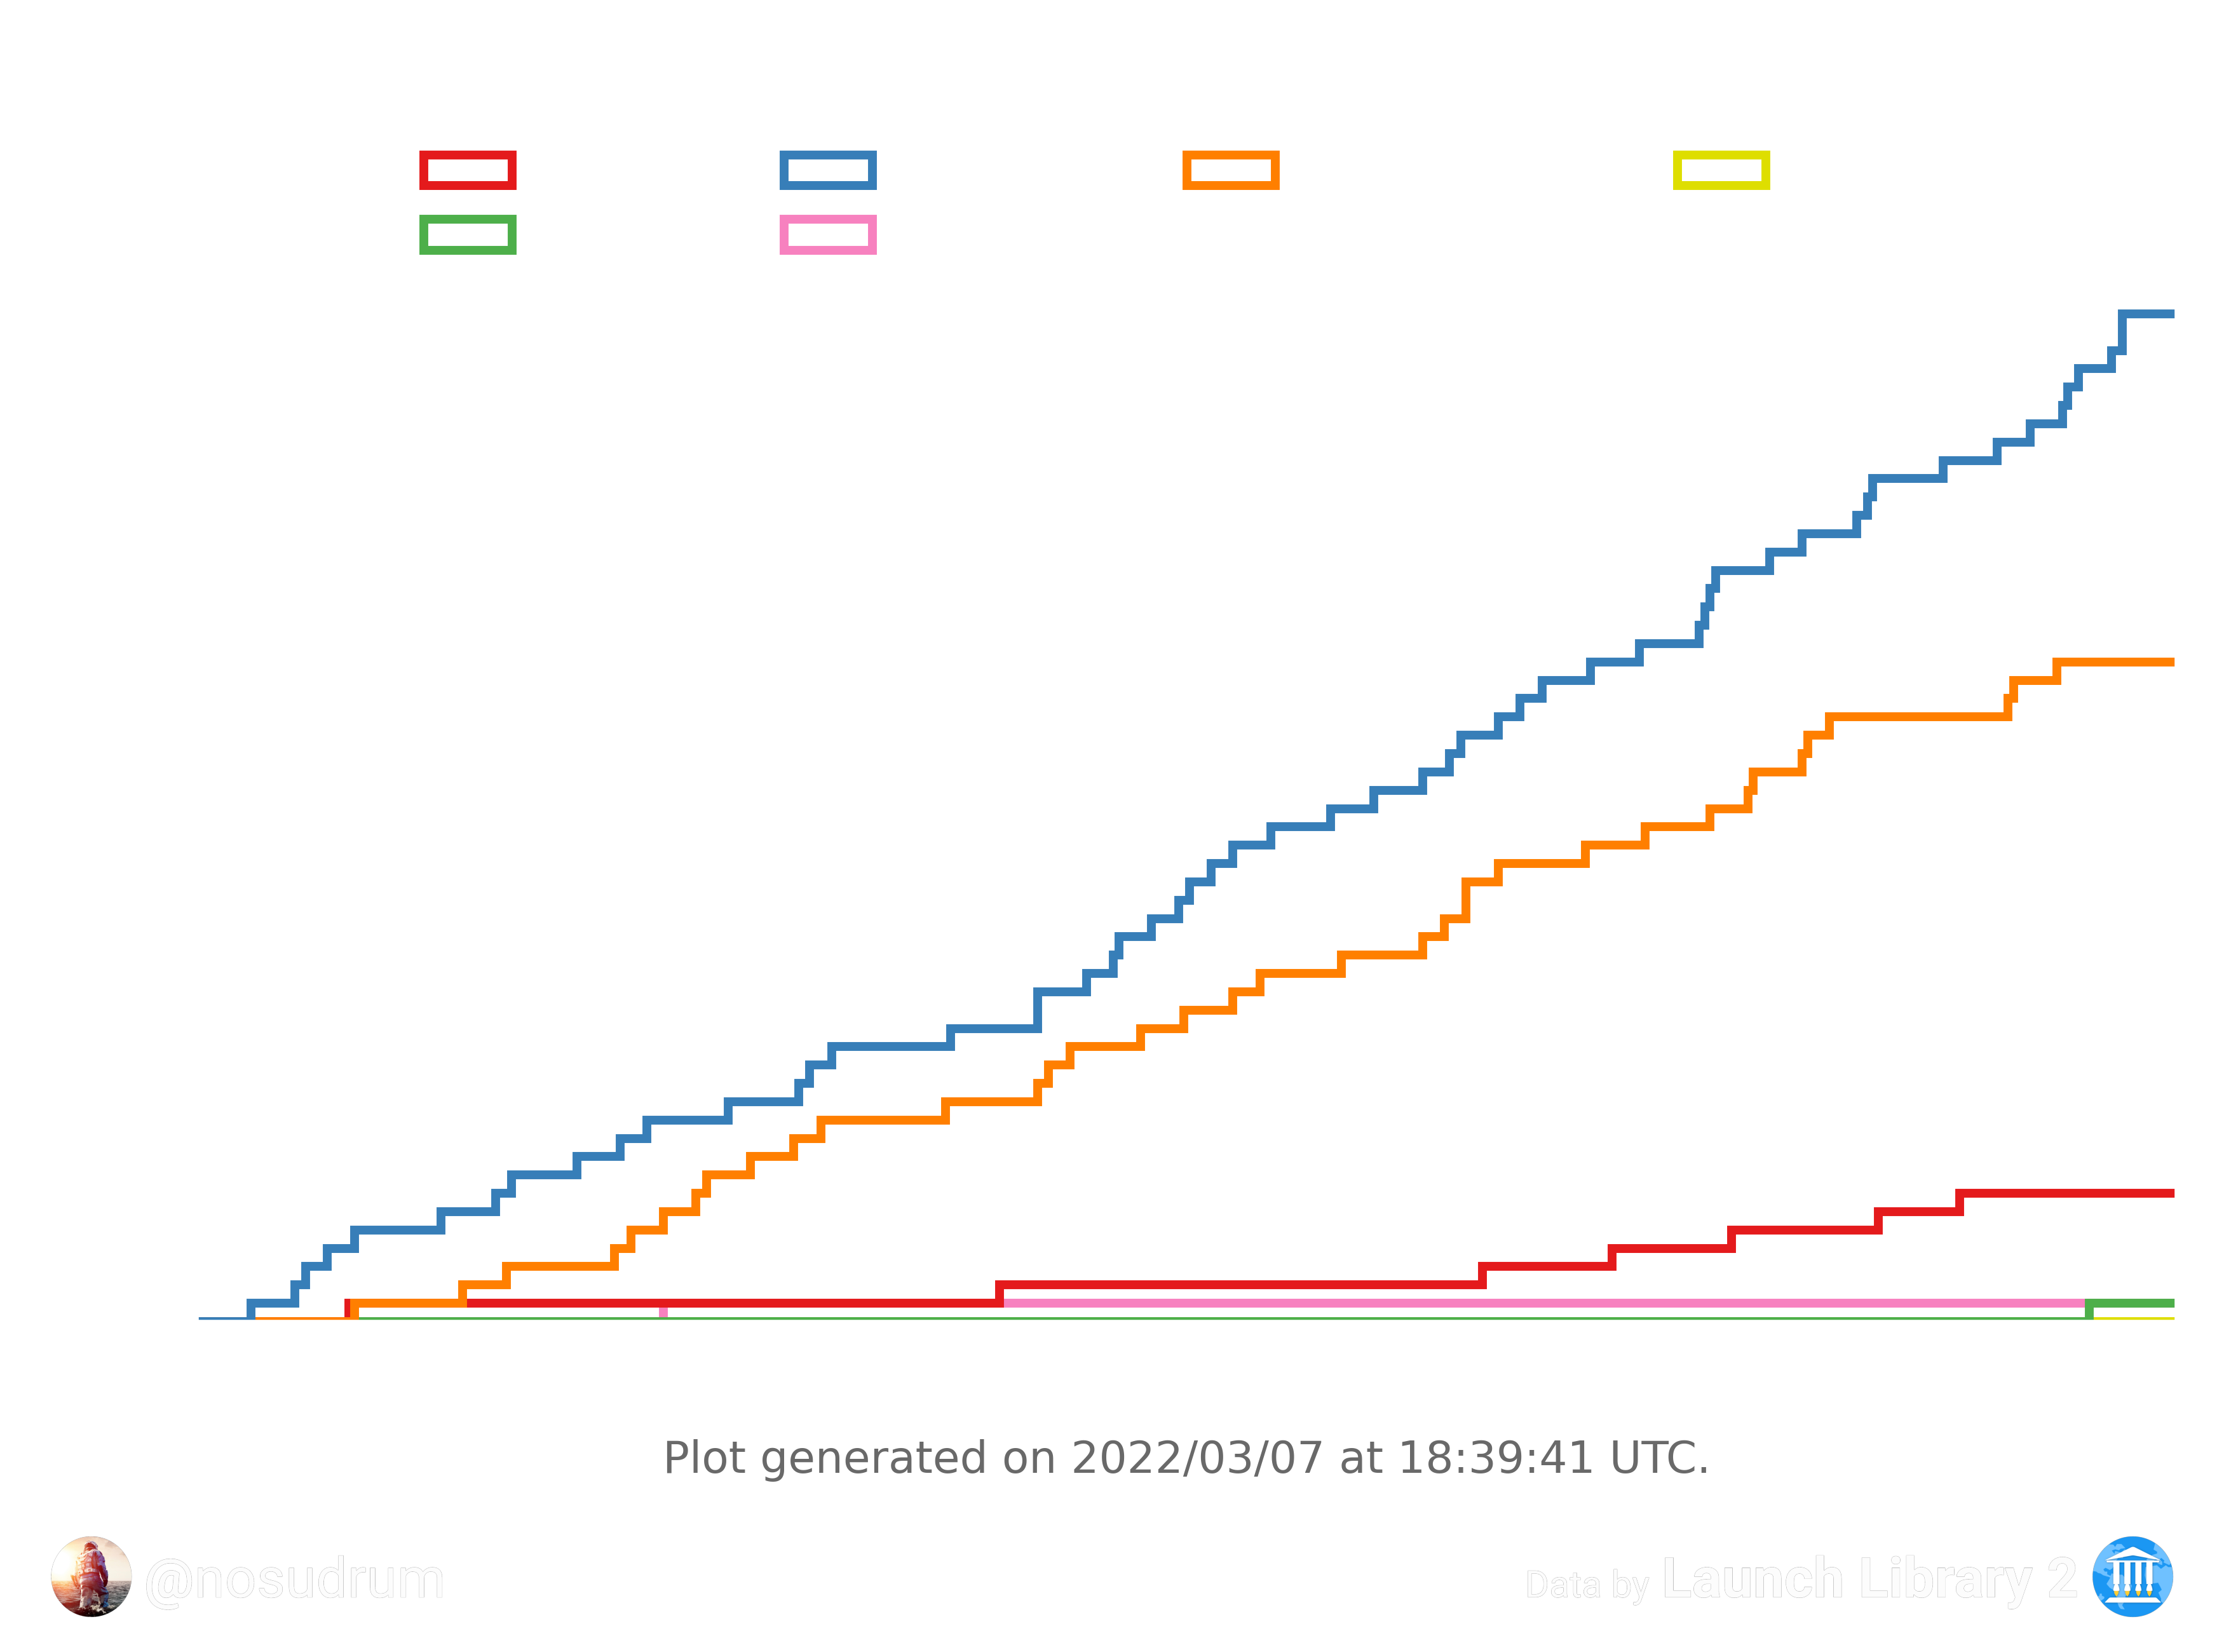 Plot generated on 2022/03/07 at 18:39:41 UTC.
@nosudrum
Data by Launch Library 2